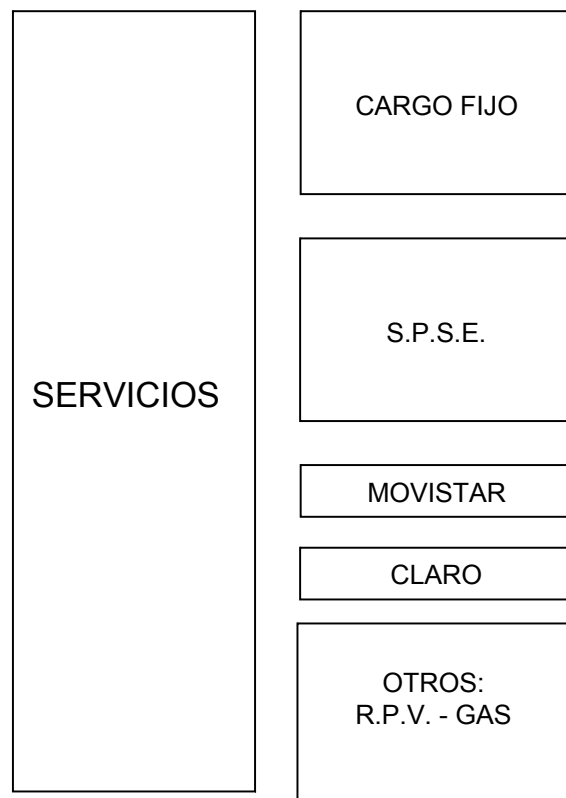 SERVICIOS
CARGO FIJO
S.P.S.E.
MOVISTAR
CLARO
OTROS:
R.P.V. - GAS